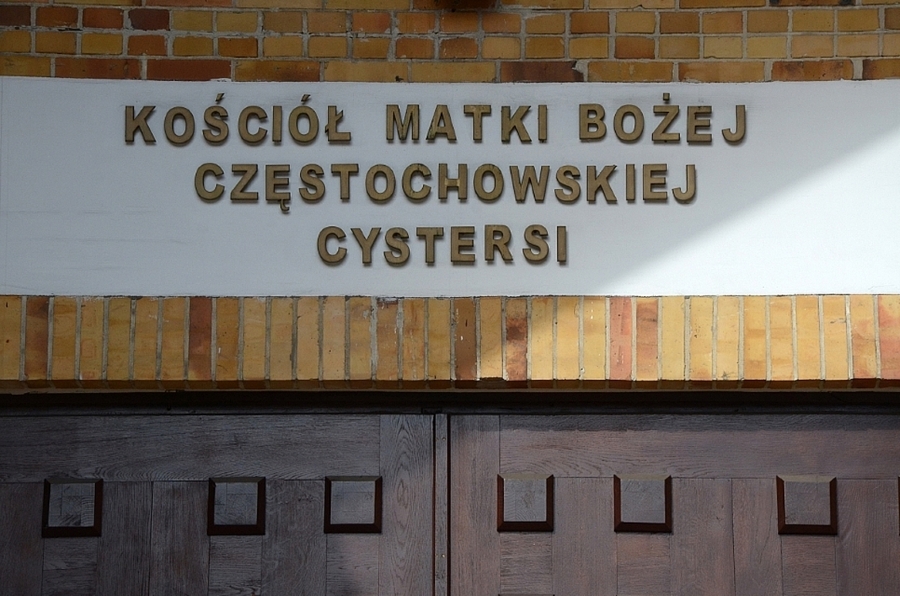 KOŚCIÓŁ MATKI BOŻEJ
CZĘSTOCHOWSKIEJ
CYSTERSI